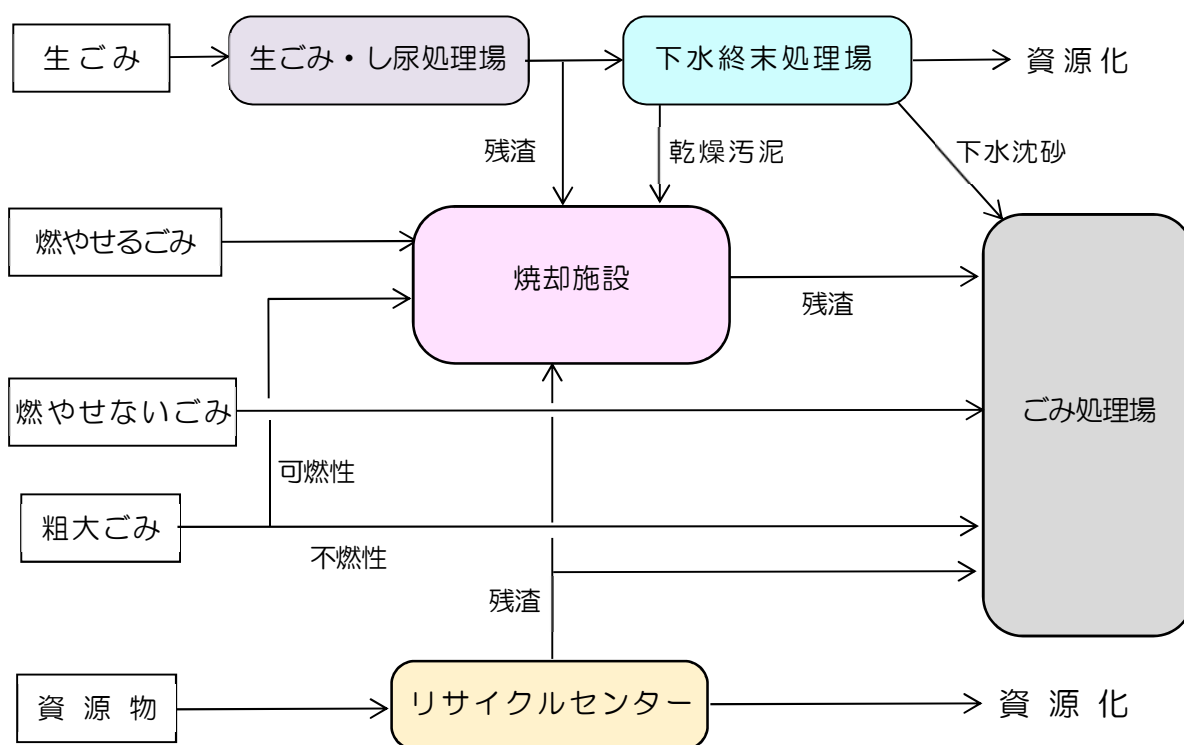 生ごみ
生ごみ・し尿処理場
下水終末処理場
資源化
残渣
乾燥汚泥
下水沈砂
燃やせるごみ
焼却施設
残渣
燃やせないごみ
ごみ処理場
可燃性
粗大ごみ
不燃性
残渣
資源物
リサイクルセンター
資源化